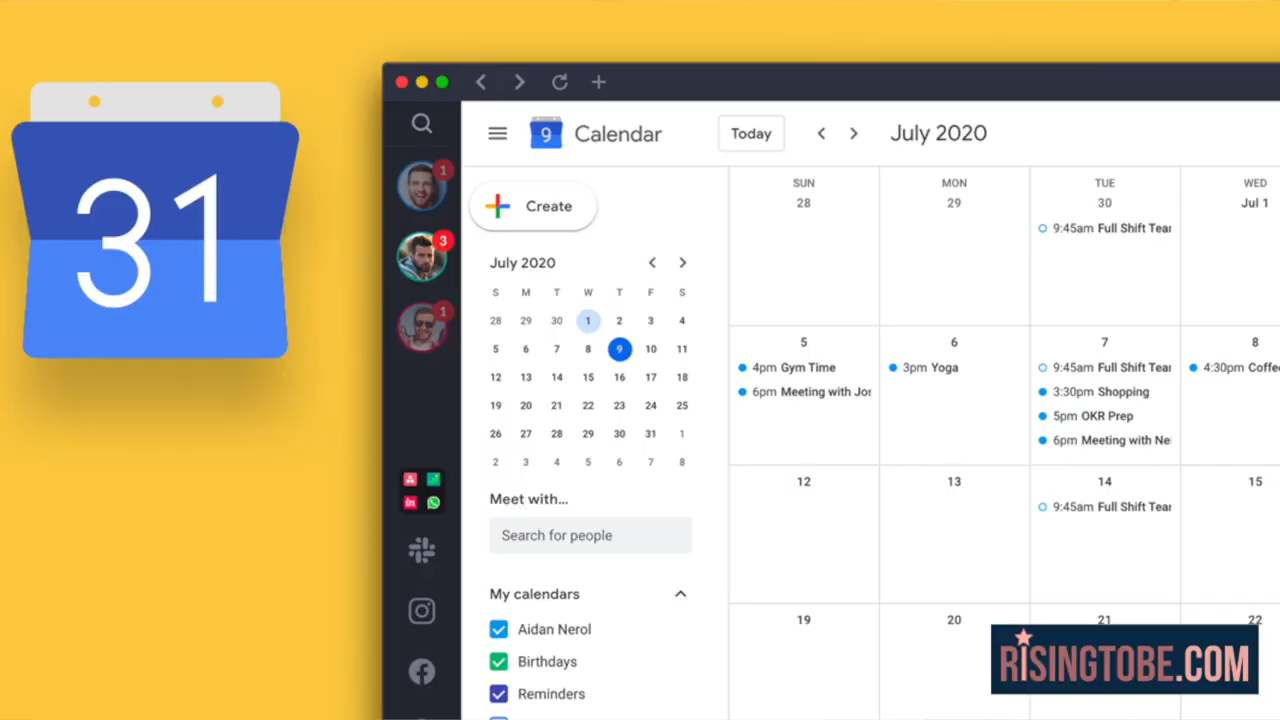 31
1
3
1
in
9 Calendar
Today
July 2020
Create
July 2020
S M T W T F S
28 29 30 1 2 3 4
5 6 7 8 9 10 11
12 13 14 15 16 17 18
19 20 21 22 23 24 25
26 27 28 29 30 31 1
2 3 4 5 6 7 8
Meet with...
Search for people
My calendars
Aidan Nerol
Birthdays
Reminders
SUN MON TUE WED
28 29 30 Jul 1
9:45am Full Shift Tear
5 6 7 8
4pm Gym Time
6pm Meeting with Jos
3pm Yoga
9:45am Full Shift Tear
3:30pm Shopping
5pm OKR Prep
6pm Meeting with Ne
4:30pm Coffe
12 13 14 15
9:45am Full Shift Tear
19 20 21 22
RISINGTOBE.COM